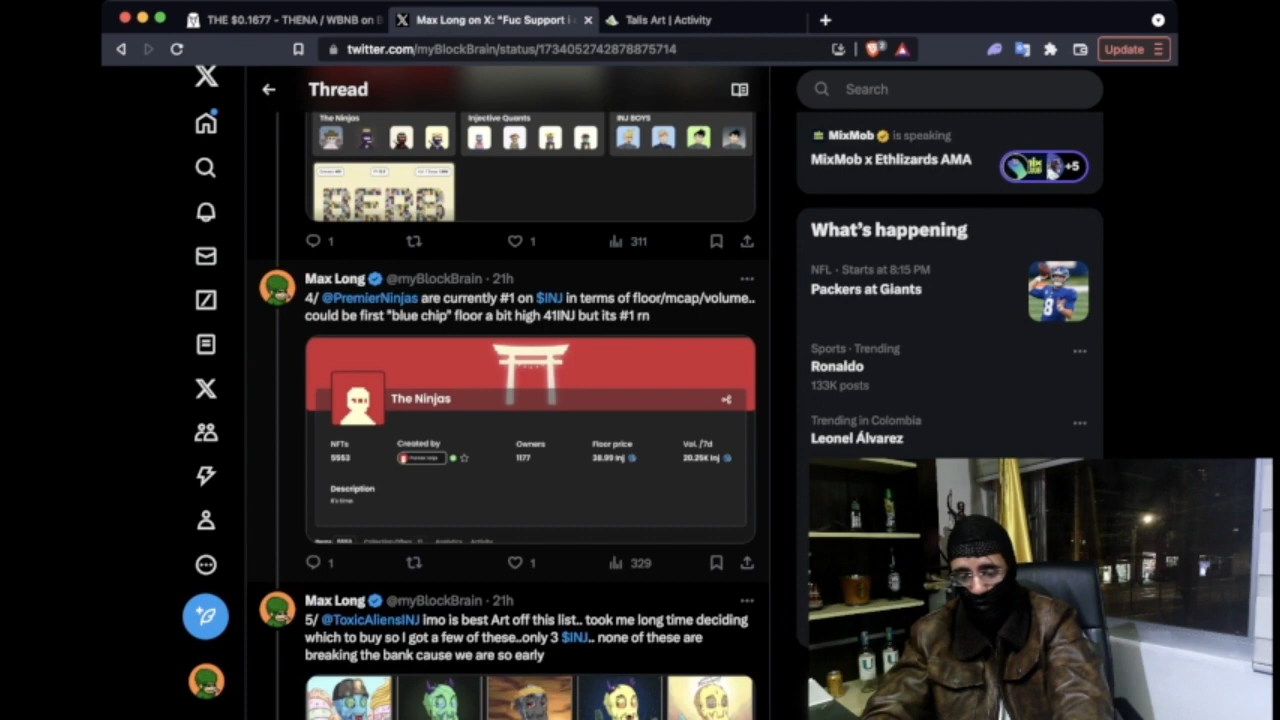 THE $0.1677 - THENA / WBNB on
Max Long on X: "Fuc Support i
Talis Art | Activity
twitter.com/myBlockBrain/status/1734052742878875714
Update
Thread
The Ninjas
Injective Quants
INJ BOYS
BEBS
1
1
311
Max Long @myBlockBrain · 21h
4/ @PremierNinjas are currently #1 on $INJ in terms of floor/mcap/volume..
could be first "blue chip" floor a bit high 41INJ but its #1 rn
The Ninjas
NFTs
Created by
Owners
Floor price
Vol. /7d
5553
1177
38.99 Inj
20.25K Inj
Description
It's time
1
1
329
Max Long @myBlockBrain · 21h
5/ @ToxicAliensINJ imo is best Art off this list.. took me long time deciding
which to buy so I got a few of these..only 3 $INJ.. none of these are
breaking the bank cause we are so early
Search
MixMob is speaking
MixMob x Ethlizards AMA
+5
What's happening
NFL · Starts at 8:15 PM
Packers at Giants
Sports · Trending
Ronaldo
133K posts
Trending in Colombia
Leonel Álvarez